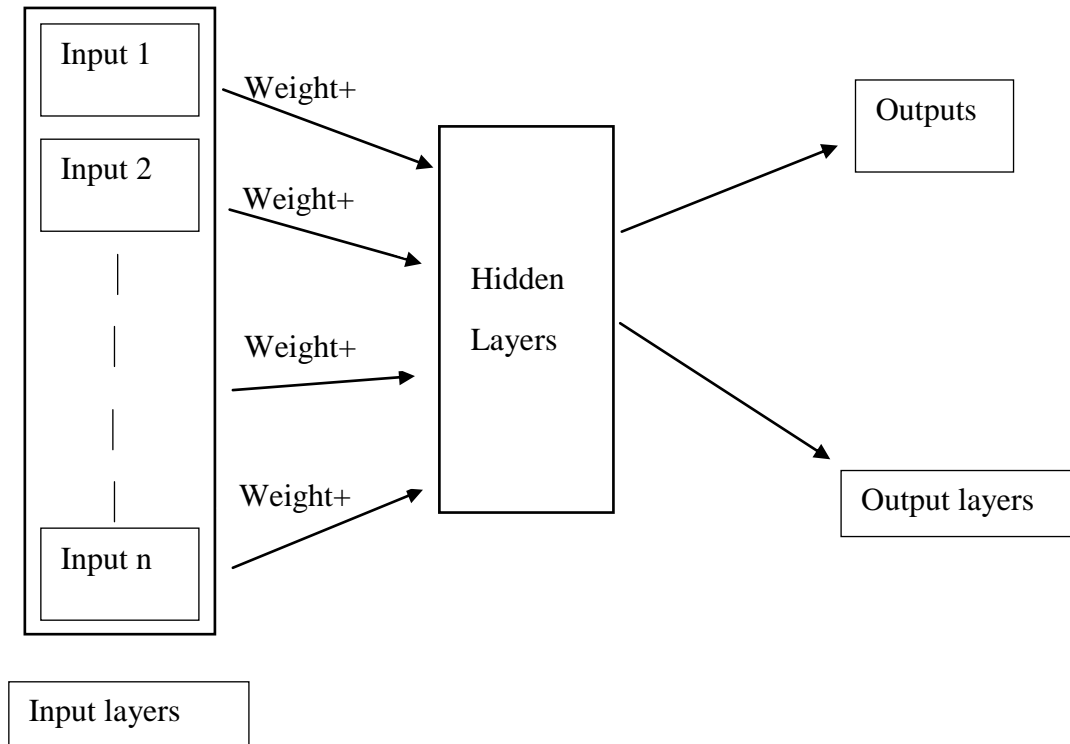 Input 1
Weight+
Outputs
Input 2
Weight+
Hidden
Layers
Weight+
Weight+
Output layers
Input n
Input layers